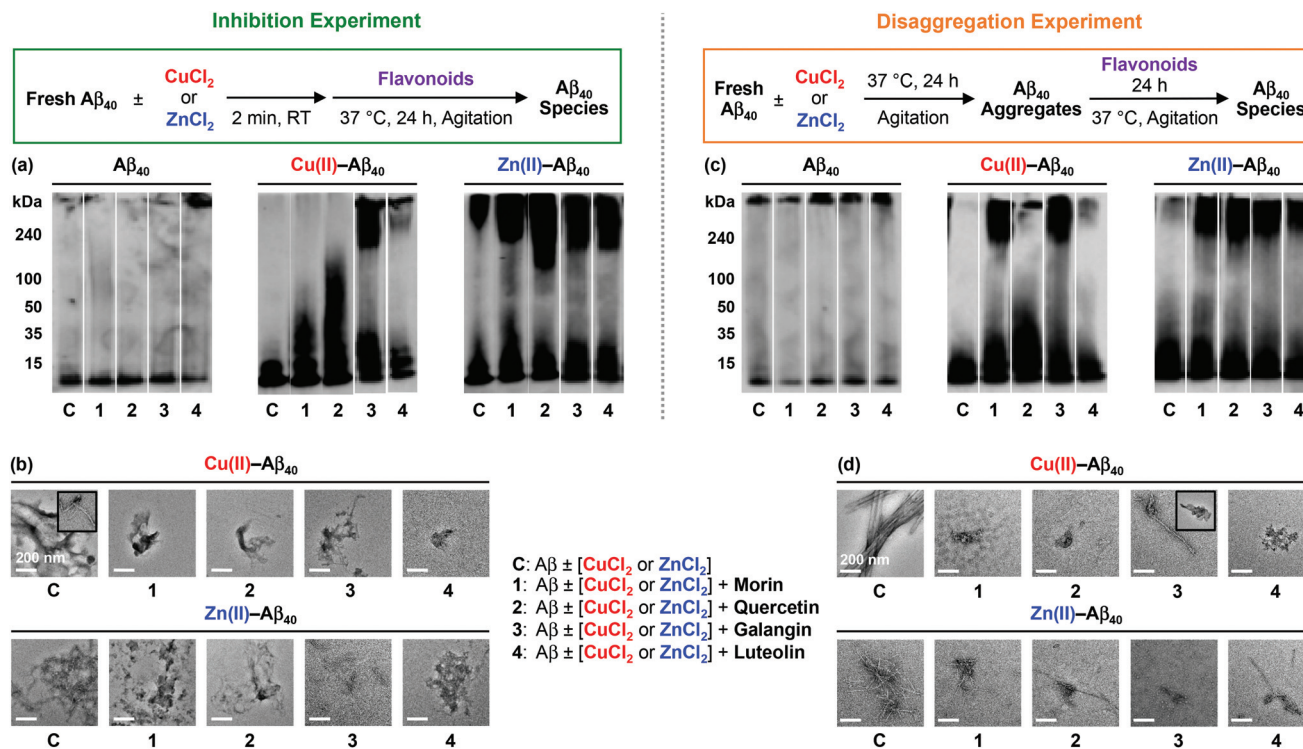 Inhibition Experiment
Fresh Aβ40 ± CuCl2 or ZnCl2
2 min, RT
Flavonoids
37 °C, 24 h, Agitation
Aβ40 Species
(a)
Aβ40
Cu(II)–Aβ40
Zn(II)–Aβ40
kDa
240
100
50
35
15
C 1 2 3 4
C 1 2 3 4
C 1 2 3 4
(b)
Cu(II)–Aβ40
200 nm
C 1 2 3 4
Zn(II)–Aβ40
C 1 2 3 4
C: Aβ ± [CuCl2 or ZnCl2]
1: Aβ ± [CuCl2 or ZnCl2] + Morin
2: Aβ ± [CuCl2 or ZnCl2] + Quercetin
3: Aβ ± [CuCl2 or ZnCl2] + Galangin
4: Aβ ± [CuCl2 or ZnCl2] + Luteolin
Disaggregation Experiment
Fresh Aβ40 ± CuCl2 or ZnCl2
37 °C, 24 h
Agitation
Aβ40 Aggregates
Flavonoids
24 h
37 °C, Agitation
Aβ40 Species
(c)
Aβ40
Cu(II)–Aβ40
Zn(II)–Aβ40
kDa
240
100
50
35
15
C 1 2 3 4
C 1 2 3 4
C 1 2 3 4
(d)
Cu(II)–Aβ40
200 nm
C 1 2 3 4
Zn(II)–Aβ40
C 1 2 3 4